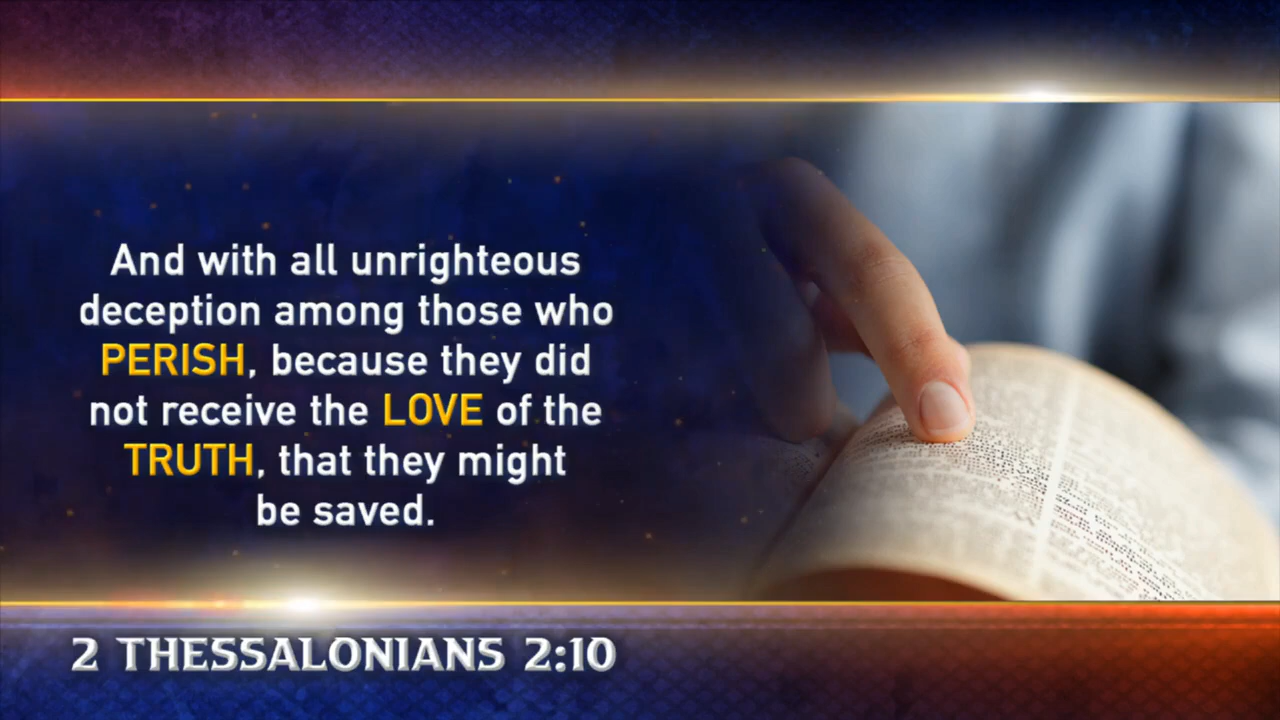 And with all unrighteous
deception among those who
PERISH, because they did
not receive the LOVE of the
TRUTH, that they might
be saved.
2 THESSALONIANS 2:10